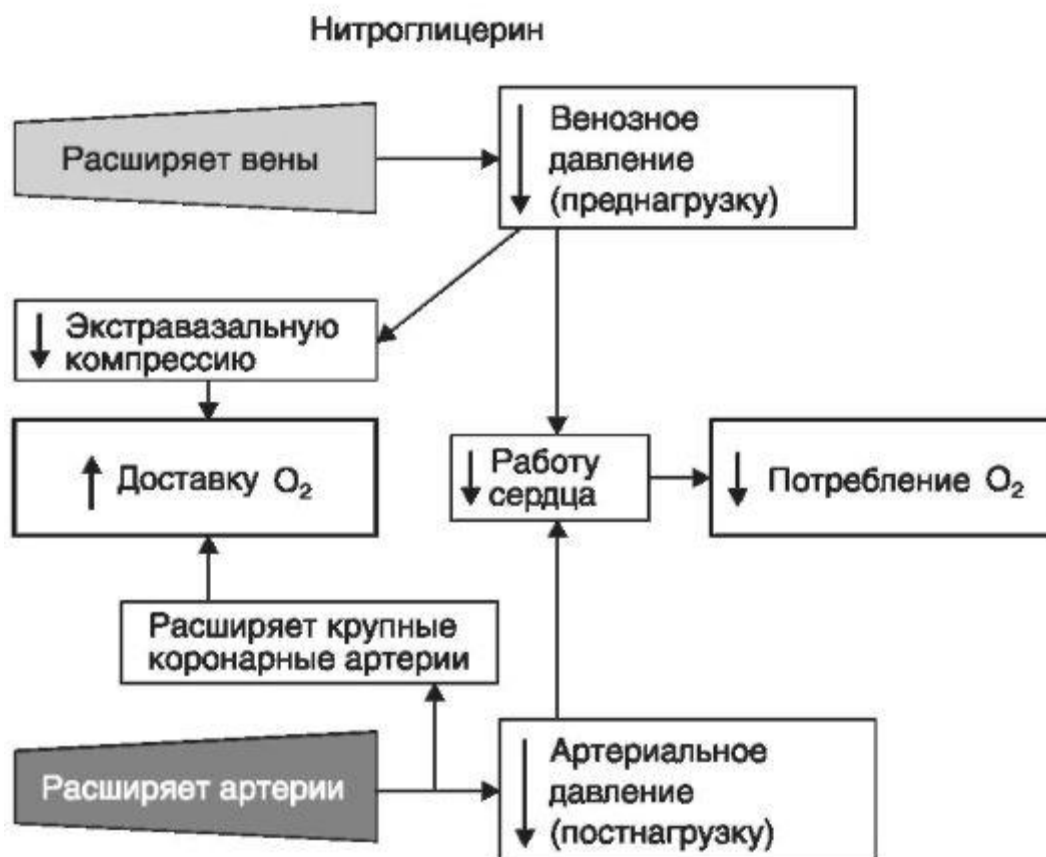 Нитроглицерин
Расширяет вены
Венозное
давление
(преднагрузку)
Экстравазальную
компрессию
Доставку O₂
Работу
сердца
Потребление O₂
Расширяет крупные
коронарные артерии
Расширяет артерии
Артериальное
давление
(постнагрузку)